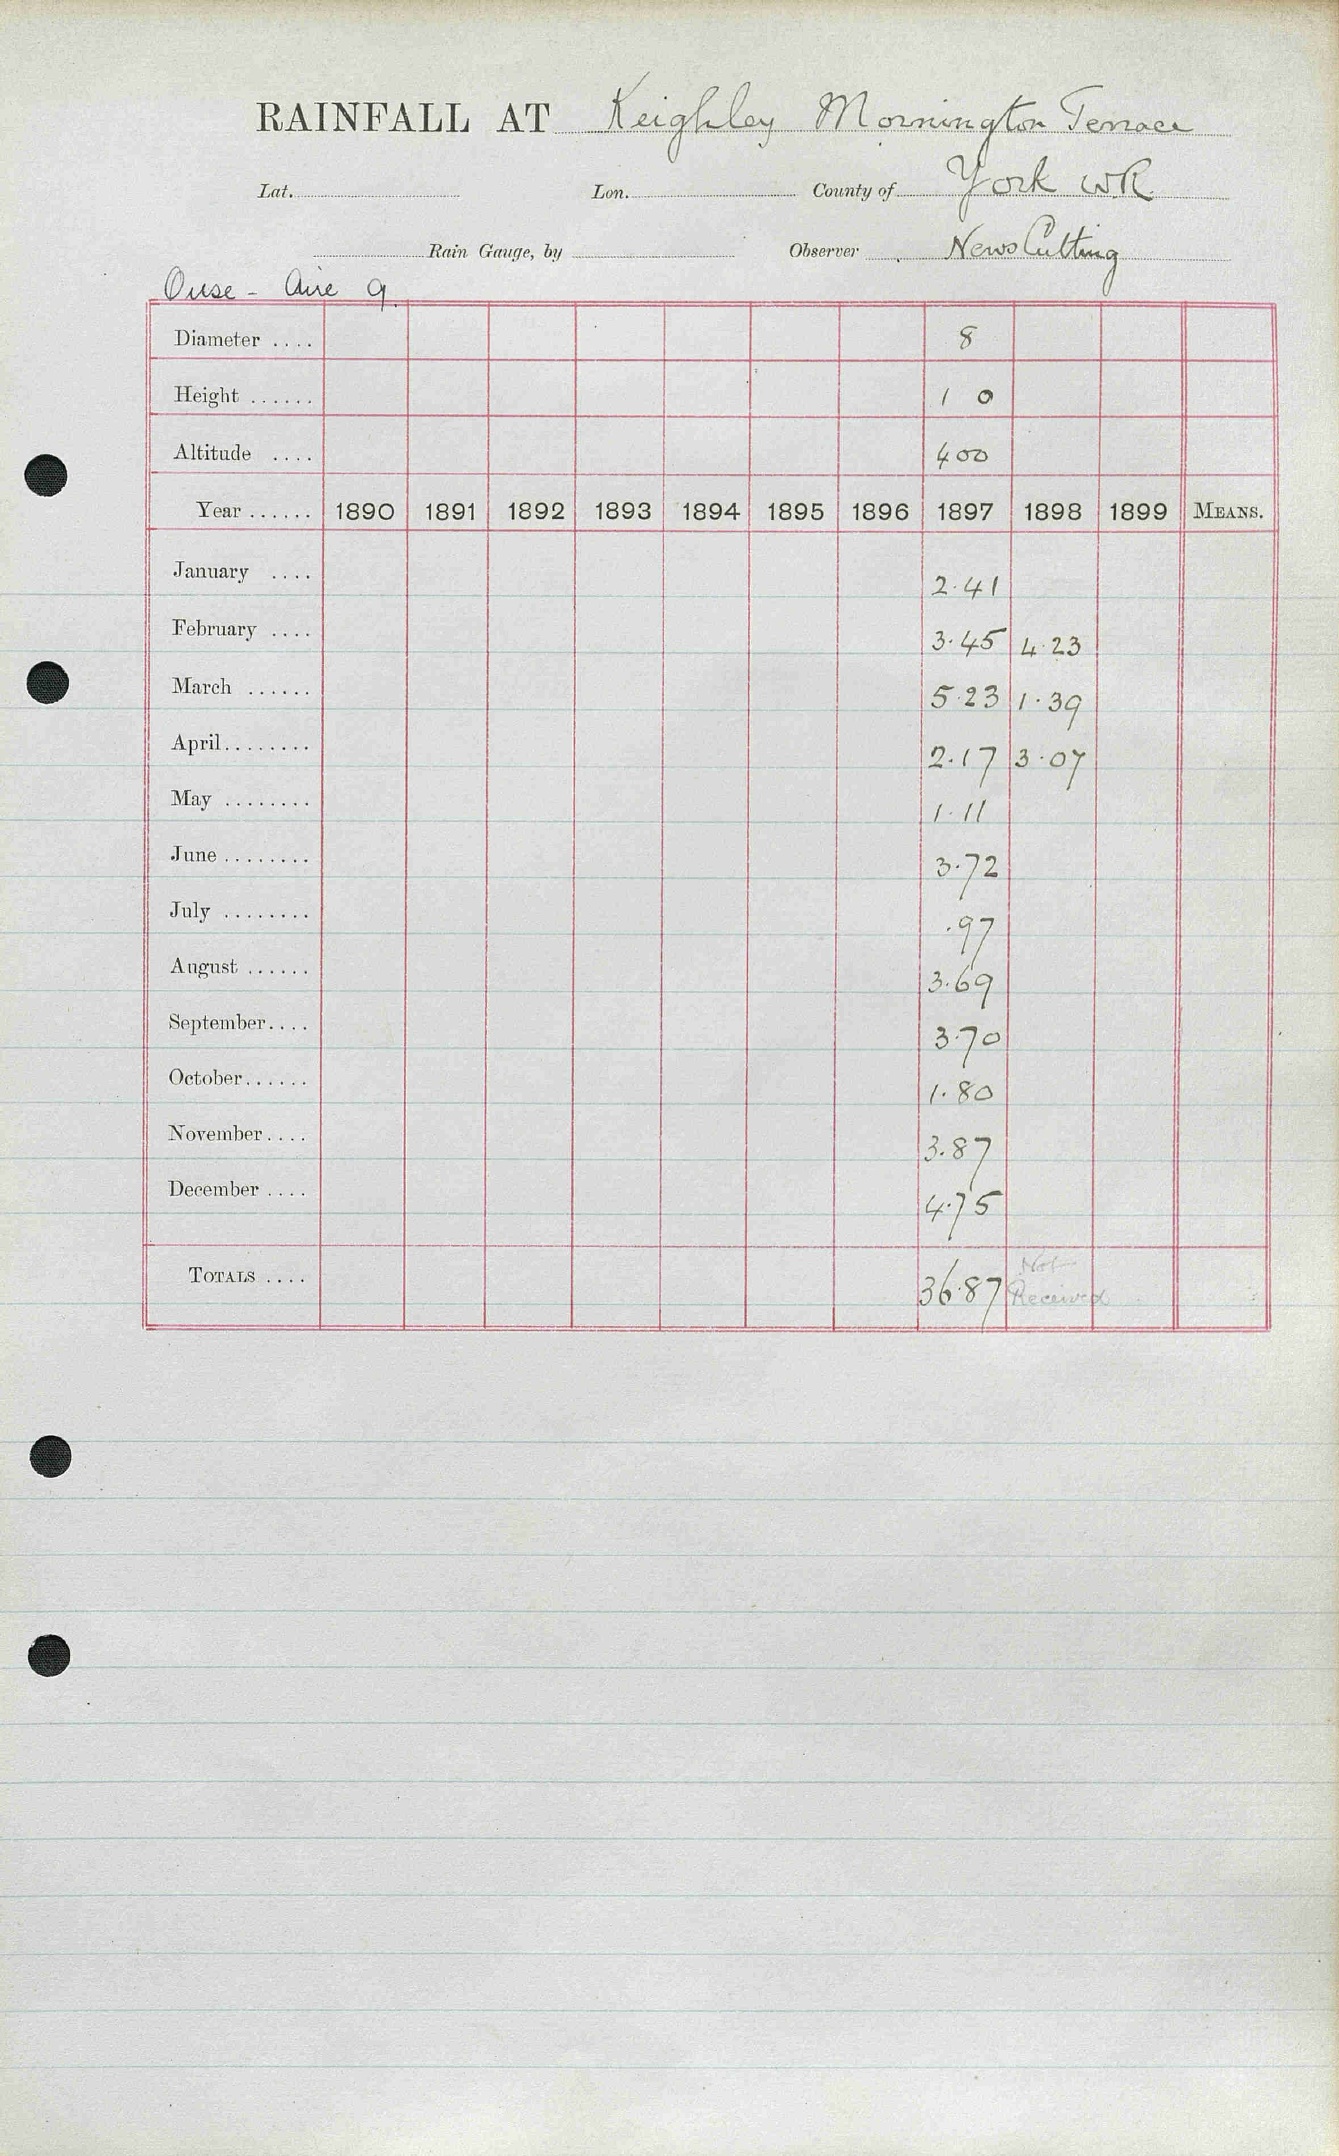 RAINFALL AT Keighley Mornington Terrace
Lat. Lon. County of York WR.
Rain Gauge, by Observer News Cutting
Ouse - Aire 9.
Diameter .... 8
Height ...... 1 0
Altitude .... 400
Year ...... 1890 1891 1892 1893 1894 1895 1896 1897 1898 1899 MEANS.
January .... 2.41
February .... 3.45 4.23
March ...... 5.23 1.39
April........ 2.17 3.07
May ........ 1.11
June ........ 3.72
July ........ .97
August ...... 3.69
September.... 3.70
October...... 1.80
November.... 3.87
December .... 4.75
TOTALS .... 36.87 Not Received